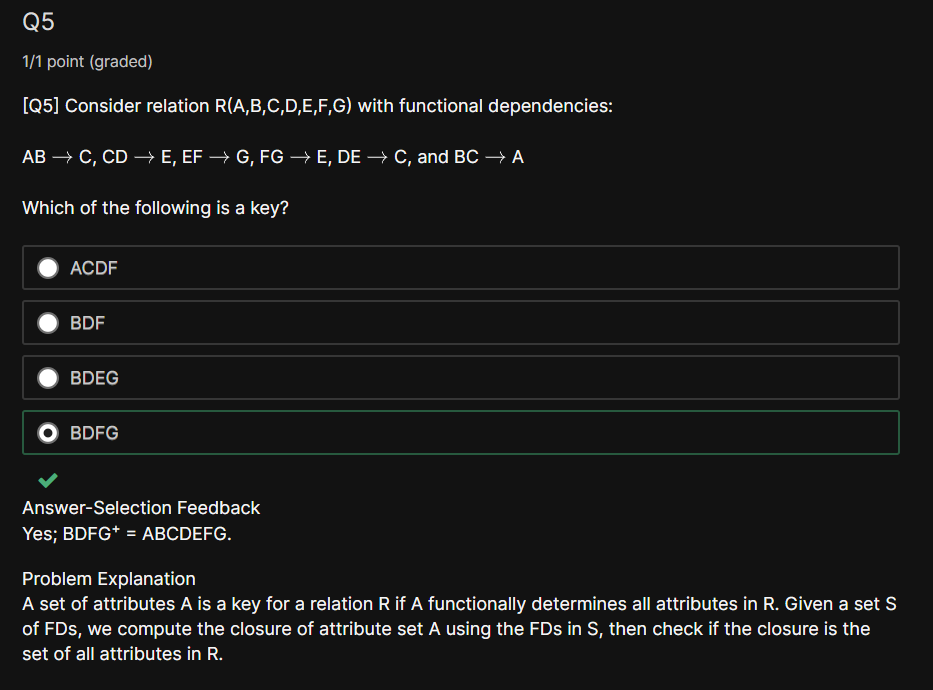 Q5
1/1 point (graded)
[Q5] Consider relation R(A,B,C,D,E,F,G) with functional dependencies:
AB → C, CD → E, EF → G, FG → E, DE → C, and BC → A
Which of the following is a key?
ACDF
BDF
BDEG
BDFG
Answer-Selection Feedback
Yes; BDFG⁺ = ABCDEFG.
Problem Explanation
A set of attributes A is a key for a relation R if A functionally determines all attributes in R. Given a set S
of FDs, we compute the closure of attribute set A using the FDs in S, then check if the closure is the
set of all attributes in R.